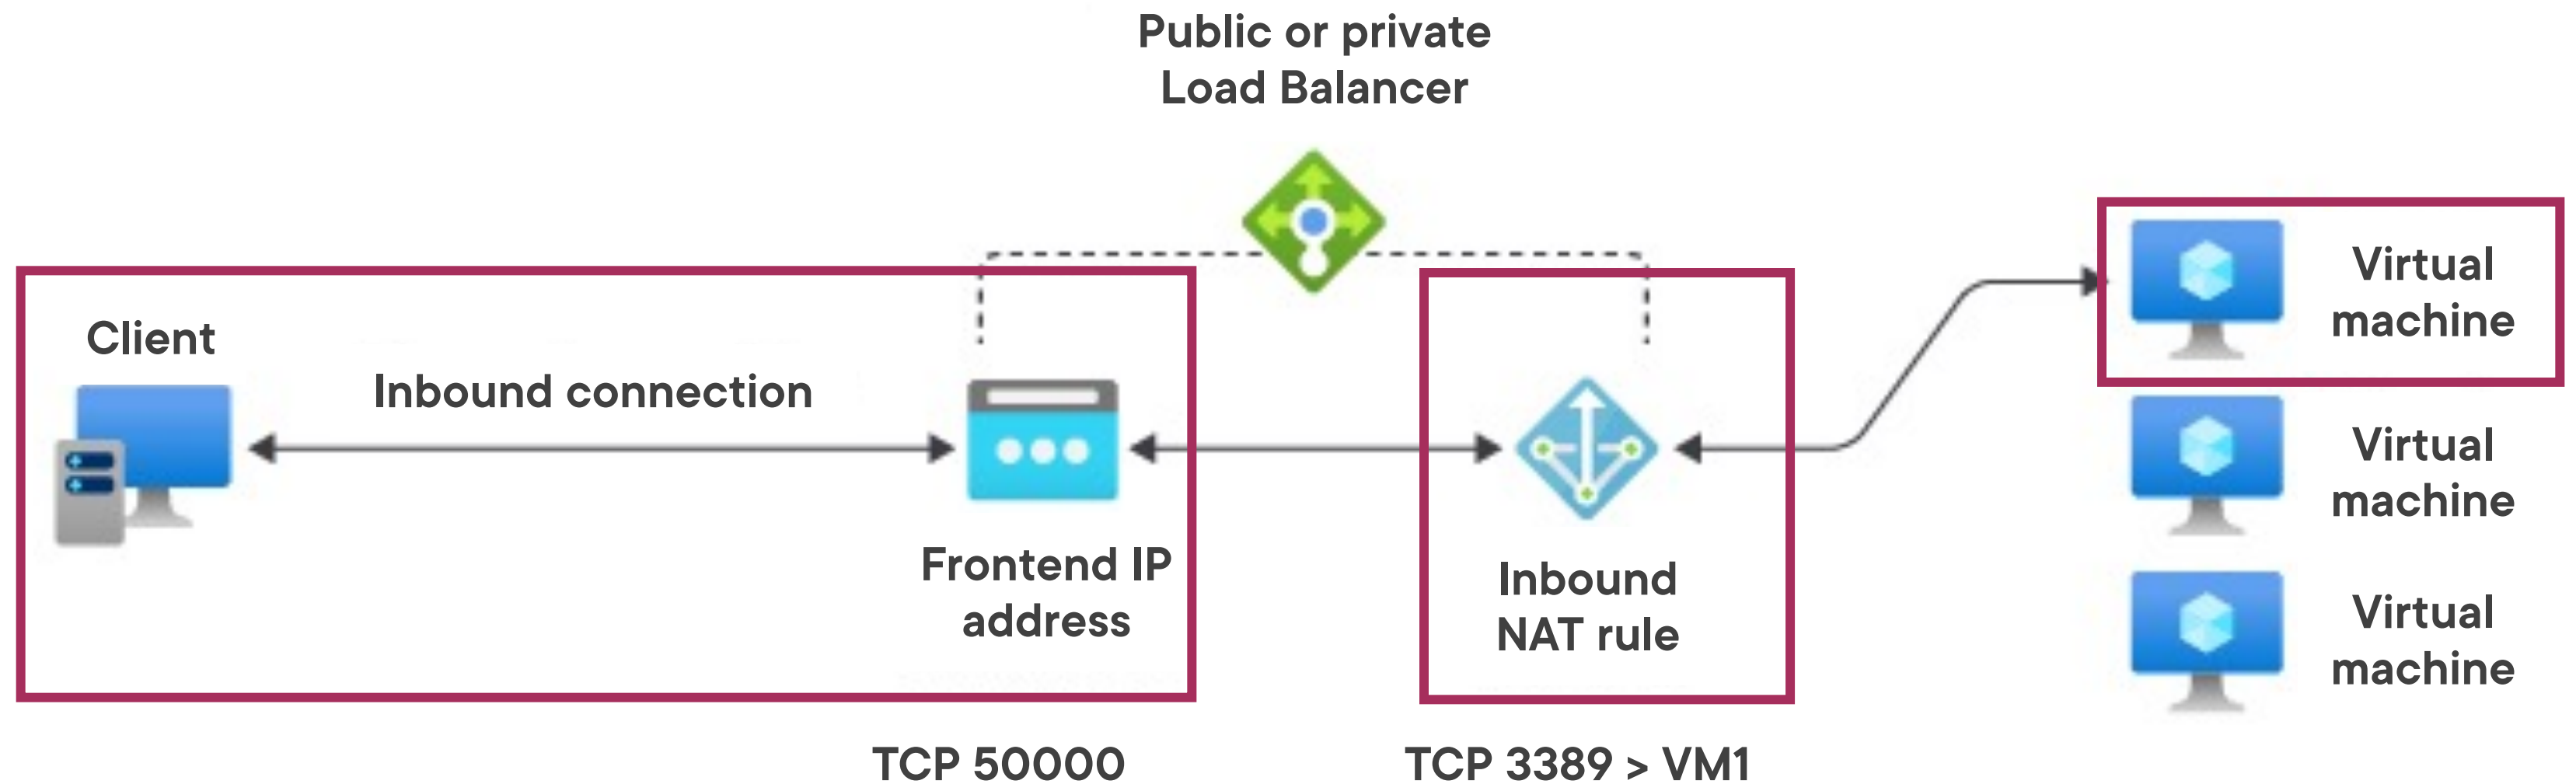 Public or private
Load Balancer
Client
Inbound connection
Frontend IP
address
Inbound
NAT rule
Virtual
machine
Virtual
machine
Virtual
machine
TCP 50000
TCP 3389 > VM1